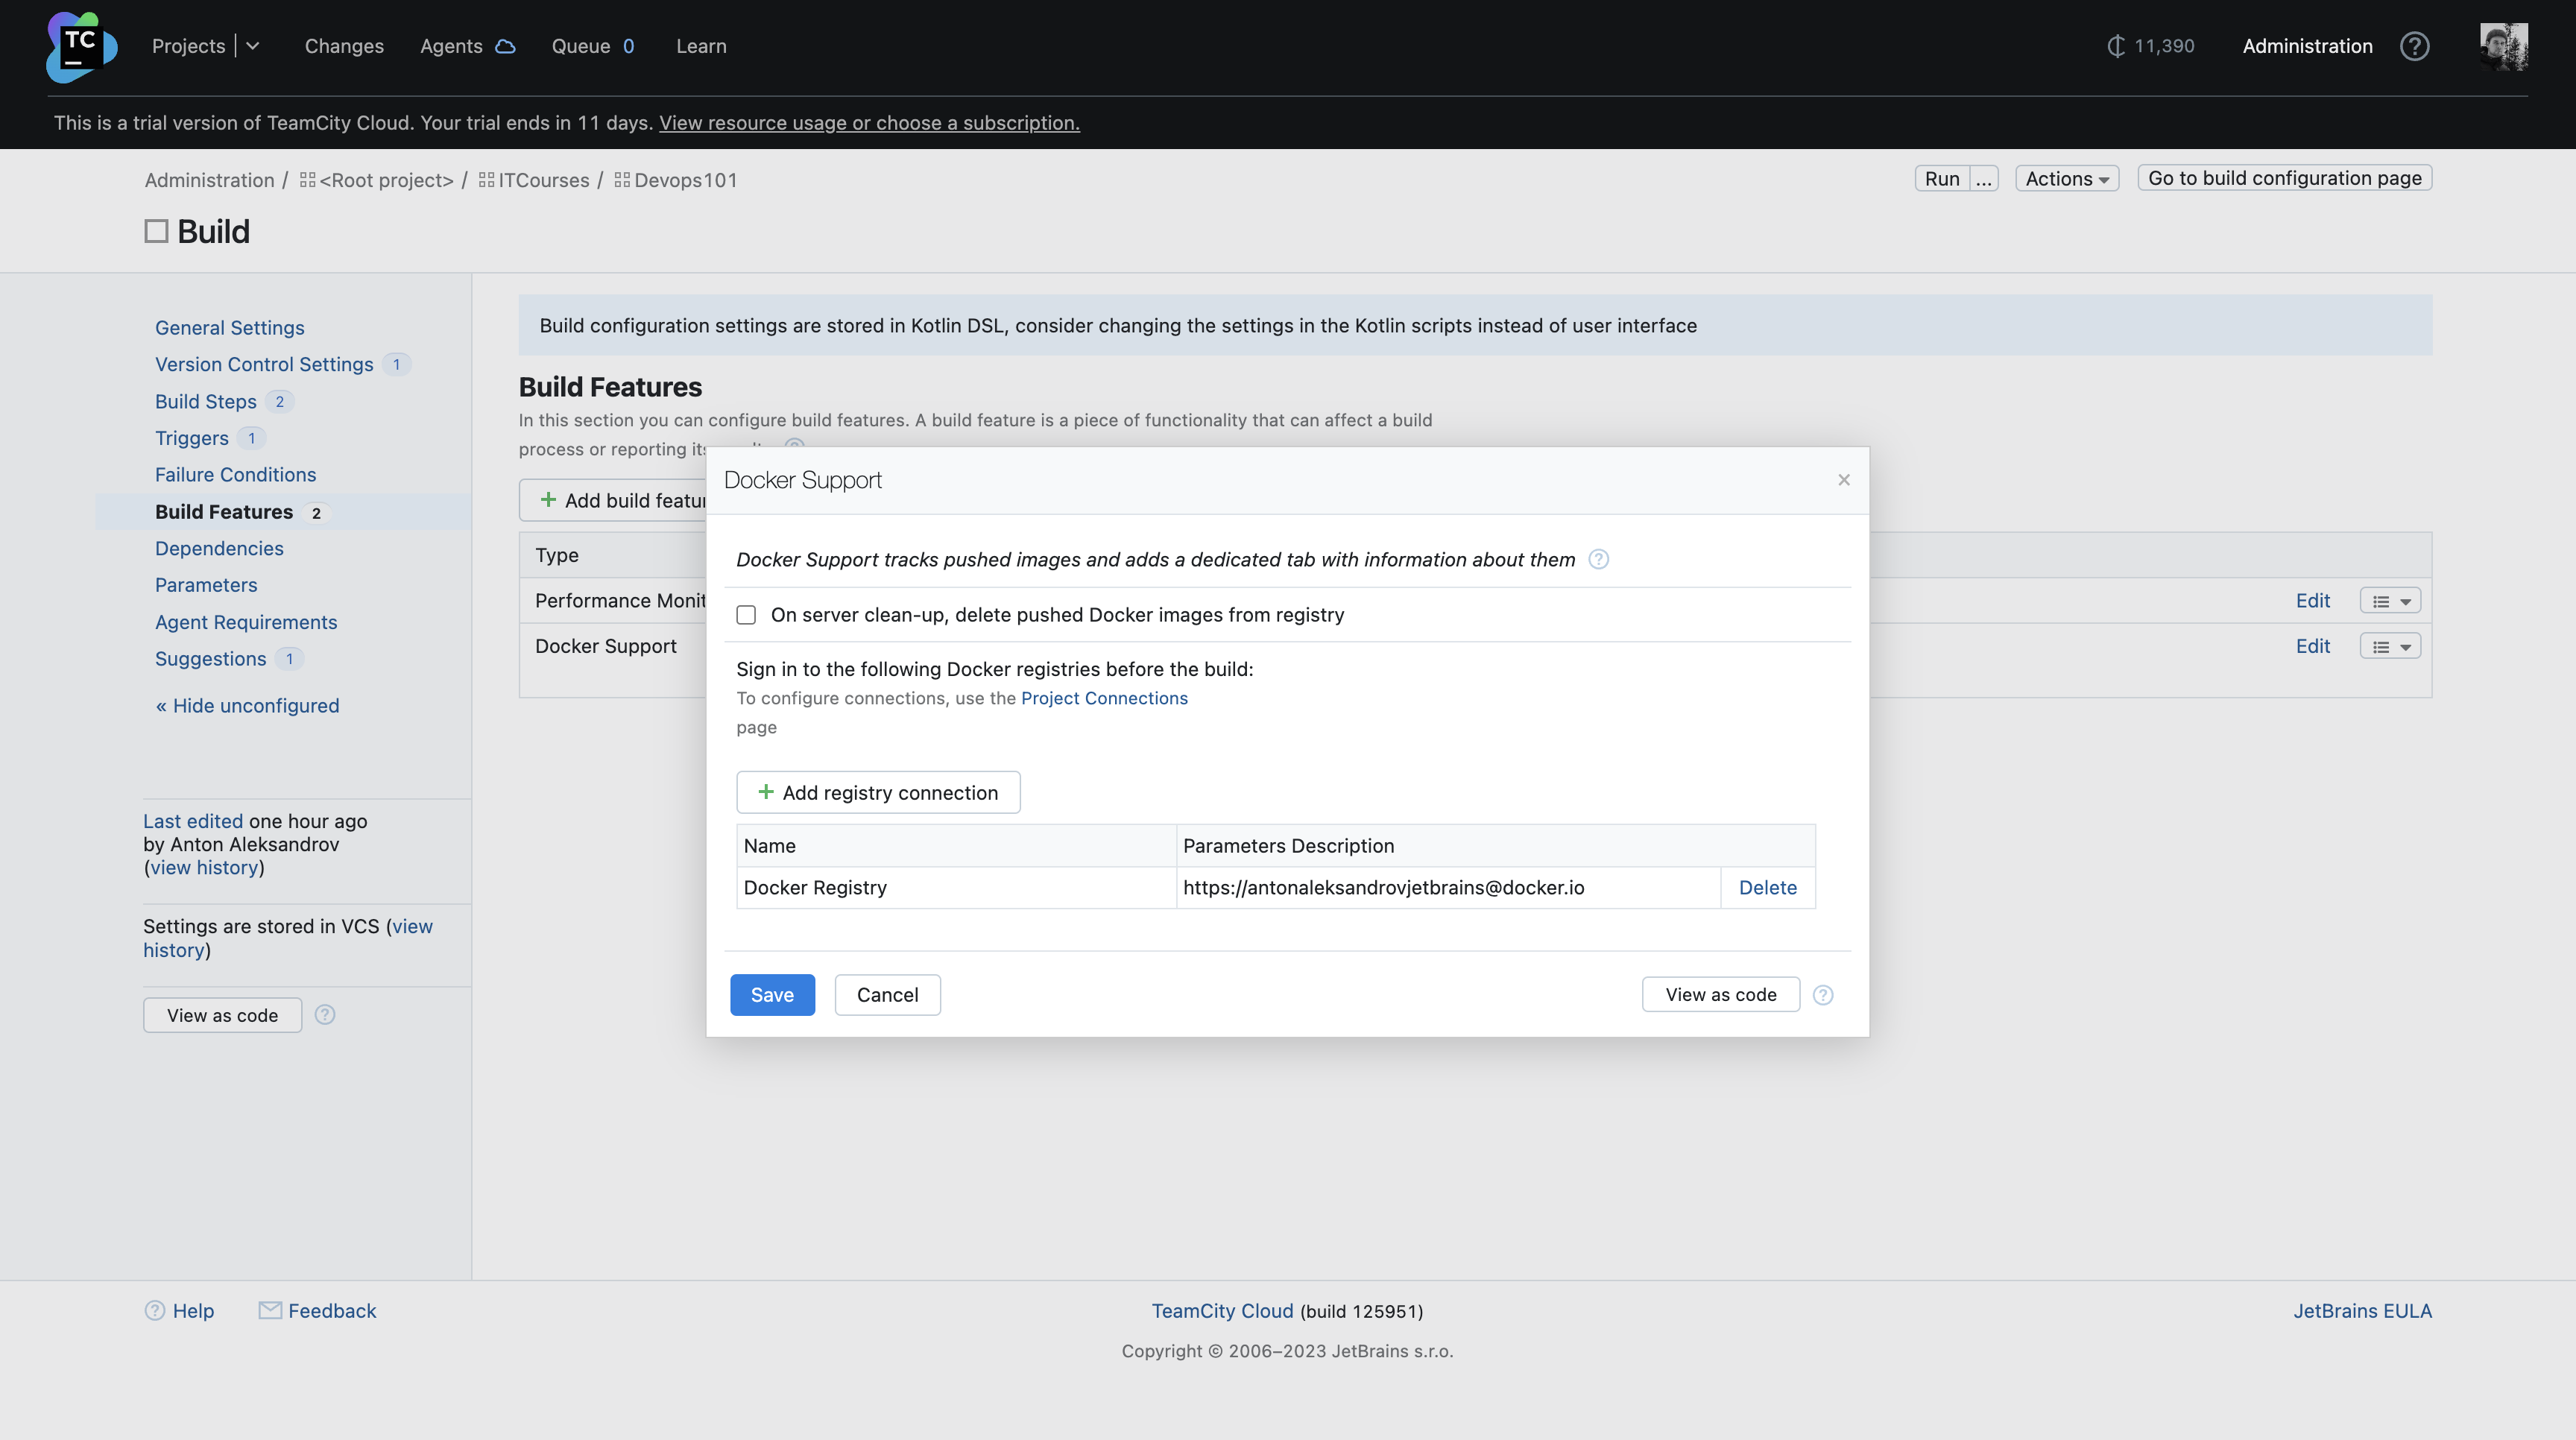 TC
Projects
Changes
Agents
Queue 0
Learn
11,390
Administration
This is a trial version of TeamCity Cloud. Your trial ends in 11 days. View resource usage or choose a subscription.
Administration / <Root project> / ITCourses / Devops101
Run ...
Actions
Go to build configuration page
Build
General Settings
Version Control Settings 1
Build Steps 2
Triggers 1
Failure Conditions
Build Features 2
Dependencies
Parameters
Agent Requirements
Suggestions 1
« Hide unconfigured
Last edited one hour ago
by Anton Aleksandrov
(view history)
Settings are stored in VCS (view
history)
View as code
Build configuration settings are stored in Kotlin DSL, consider changing the settings in the Kotlin scripts instead of user interface
Build Features
In this section you can configure build features. A build feature is a piece of functionality that can affect a build
process or reporting
+ Add build
Type
Performance
Edit
Docker Support
Edit
Docker Support
×
Docker Support tracks pushed images and adds a dedicated tab with information about them
On server clean-up, delete pushed Docker images from registry
Sign in to the following Docker registries before the build:
To configure connections, use the Project Connections
page
+ Add registry connection
Name Parameters Description
Docker Registry https://antonaleksandrovjetbrains@docker.io Delete
Save
Cancel
View as code
Help
Feedback
TeamCity Cloud (build 125951)
JetBrains EULA
Copyright © 2006–2023 JetBrains s.r.o.